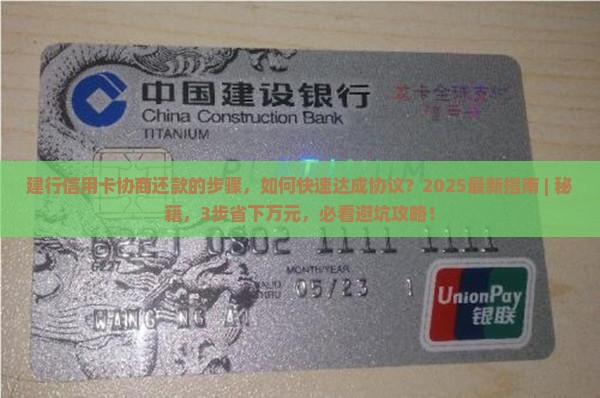 中国建设银行
龙卡全球支付
信用卡
China Construction Bank
TITANIUM
建行信用卡协商还款的步骤，如何快速达成协议？2025最新指南 | 秘
籍，3步省下万元，必看避坑攻略！
MONTH/YEAR
VALID
THRU 05/23
UnionPay
银联